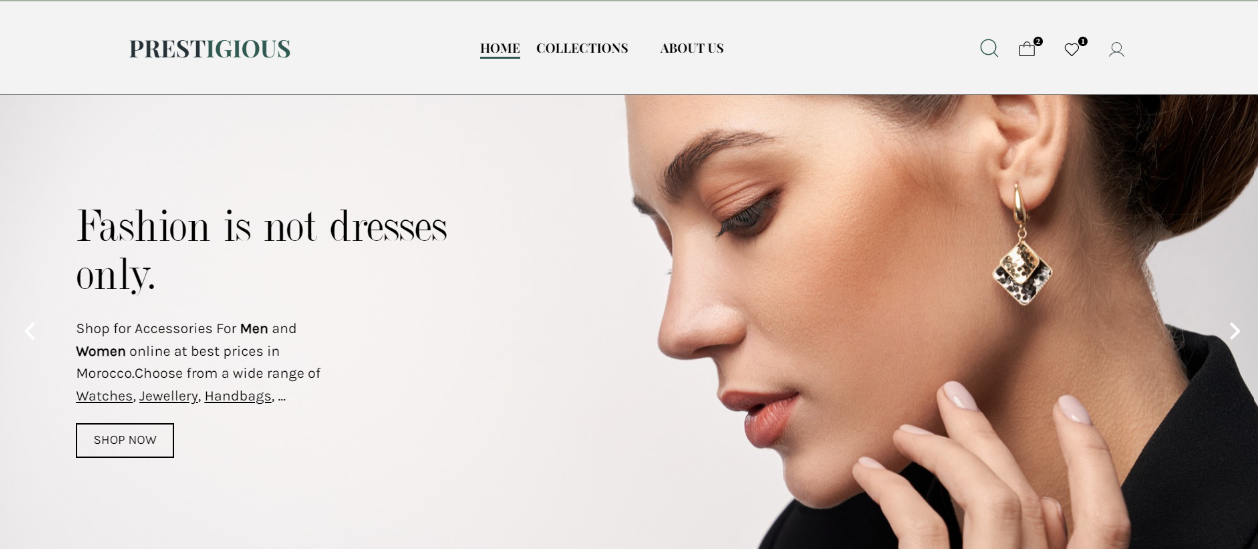 PRESTIGIOUS
HOME COLLECTIONS ABOUT US
2 1
Fashion is not dresses
only.
Shop for Accessories For Men and
Women online at best prices in
Morocco.Choose from a wide range of
Watches, Jewellery, Handbags, ...
SHOP NOW